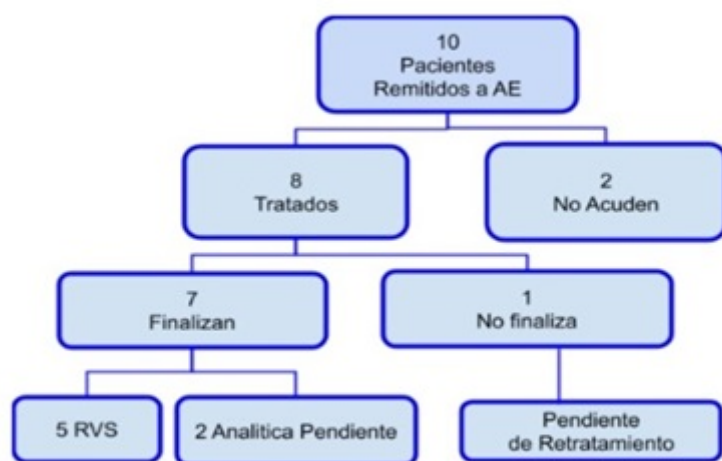 10
Pacientes
Remitidos a AE
8
Tratados
2
No Acuden
7
Finalizan
1
No finaliza
5 RVS
2 Analitica Pendiente
Pendiente
de Retratamiento